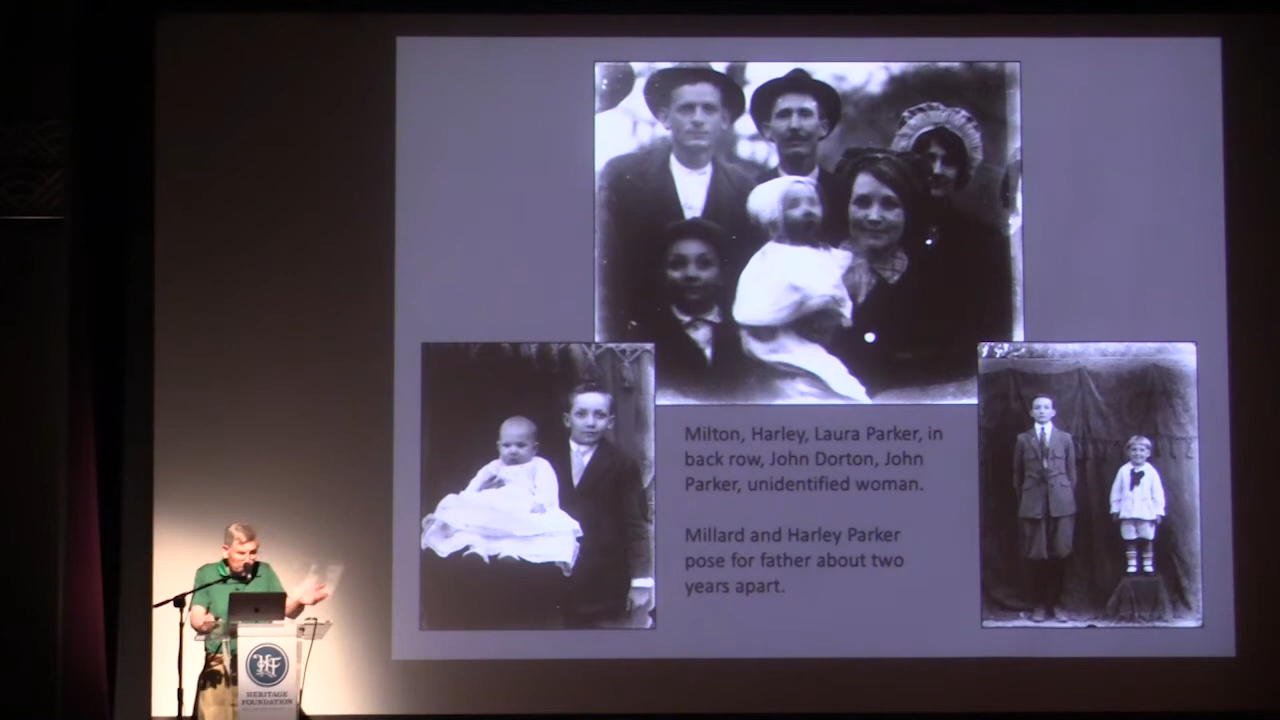 Milton, Harley, Laura Parker, in
back row, John Dorton, John
Parker, unidentified woman.
Millard and Harley Parker
pose for father about two
years apart.
HF
HERITAGE
FOUNDATION